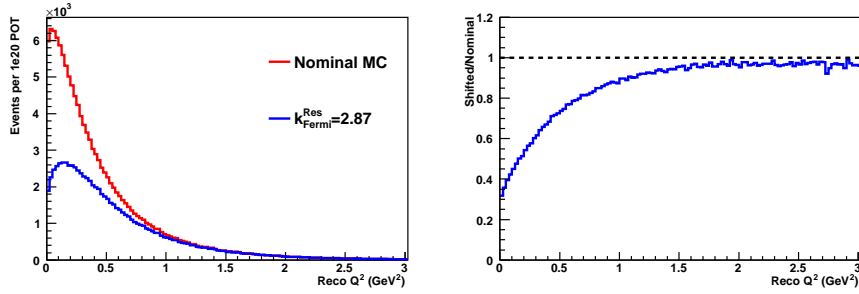 ×10³
6
5
4
3
2
1
0
0 0.5 1 1.5 2 2.5 3
Events per 1e20 POT
Reco Q² (GeV²)
Nominal MC
k^Res_Fermi=2.87
1.2
1
0.8
0.6
0.4
0.2
0
0 0.5 1 1.5 2 2.5 3
Shifted/Nominal
Reco Q² (GeV²)